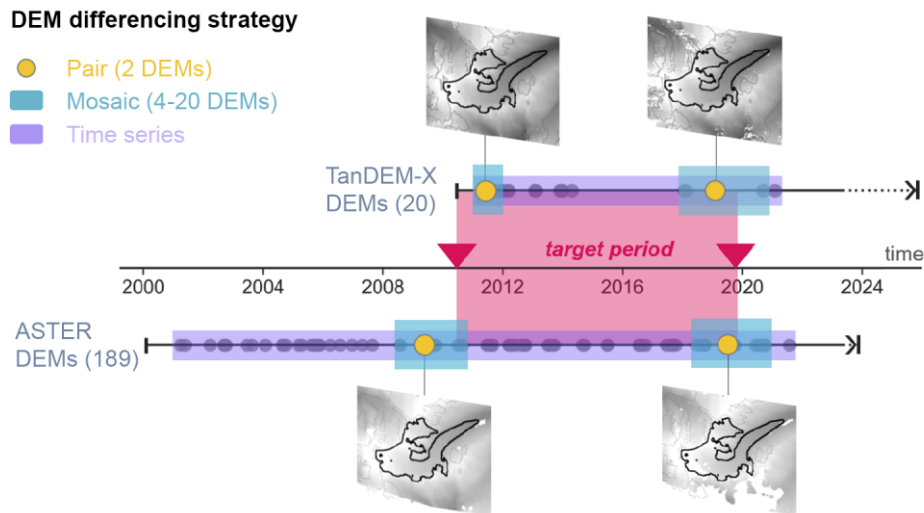 DEM differencing strategy
Pair (2 DEMs)
Mosaic (4-20 DEMs)
Time series
TanDEM-X
DEMs (20)
target period
time
2000 2004 2008 2012 2016 2020 2024
ASTER
DEMs (189)